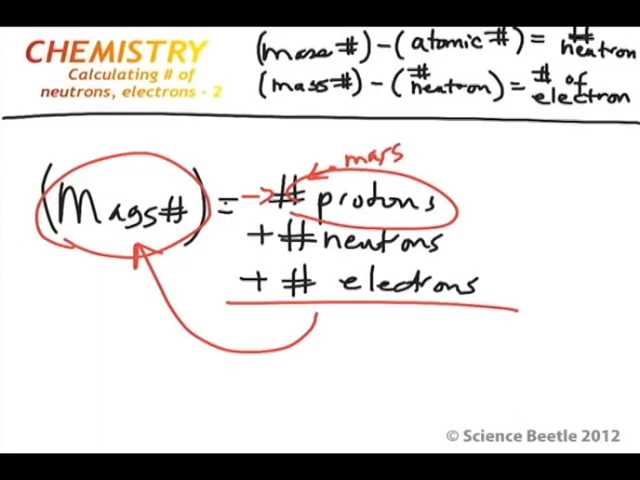 CHEMISTRY
Calculating # of
neutrons, electrons - 2
(mass #) - (atomic #) = # neutron
(mass #) - (# neutron) = # of electron
mass
(Mass#) = # protons
+ # neutrons
+ # electrons
© Science Beetle 2012